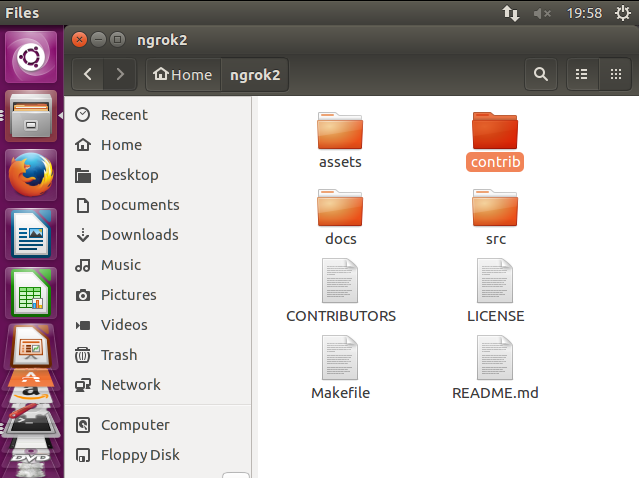 Files
19:58
ngrok2
Home
ngrok2
Recent
Home
Desktop
Documents
Downloads
Music
Pictures
Videos
Trash
Network
Computer
Floppy Disk
assets
contrib
docs
src
CONTRIBUTORS
LICENSE
Makefile
README.md
DVD